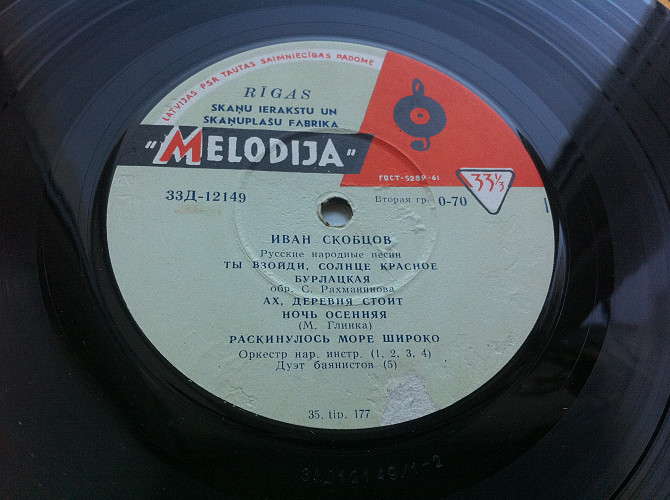 LATVIJAS PSR TAUTAS SAIMNIECĪBAS PADOME
RĪGAS
SKAŅU IERAKSTU UN
SKAŅUPLAŠU FABRIKA
"MELODIJA"
ГОСТ-5289-61
33⅓
33Д-12149
Вторая гр. 0-70
I
ИВАН СКОБЦОВ
Русские народные песни
ТЫ ВЗОЙДИ, СОЛНЦЕ КРАСНОЕ
БУРЛАЦКАЯ
обр. С. Рахманинова
АХ, ДЕРЕВНЯ СТОИТ
НОЧЬ ОСЕННЯЯ
(М. Глинка)
РАСКИНУЛОСЬ МОРЕ ШИРОКО
Оркестр нар. инстр. (1, 2, 3, 4)
Дуэт баянистов (5)
35. tip. 177
33Д12149/1-2